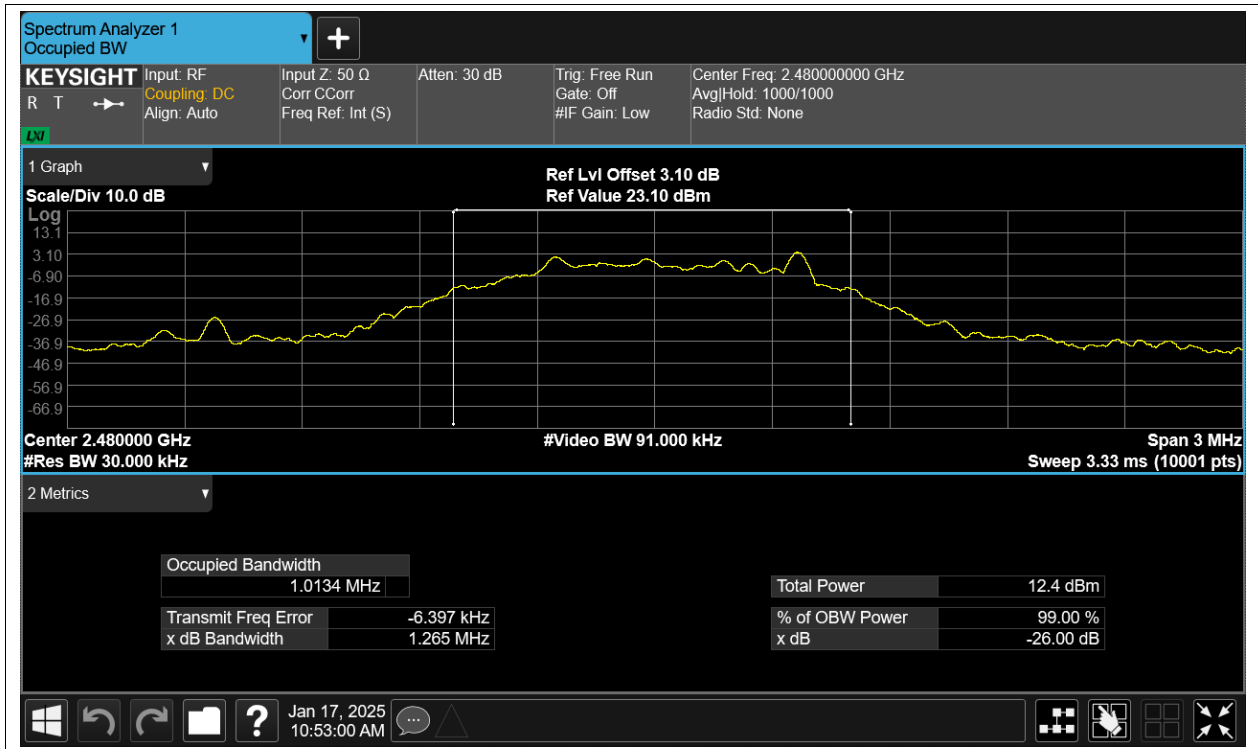 Spectrum Analyzer 1
Occupied BW
KEYSIGHT
R T
LXI
Input: RF
Coupling: DC
Align: Auto
Input Z: 50 Ω
Corr CCorr
Freq Ref: Int (S)
Atten: 30 dB
Trig: Free Run
Gate: Off
#IF Gain: Low
Center Freq: 2.480000000 GHz
Avg|Hold: 1000/1000
Radio Std: None
1 Graph
Scale/Div 10.0 dB
Ref Lvl Offset 3.10 dB
Ref Value 23.10 dBm
Log
13.1
3.10
-6.90
-16.9
-26.9
-36.9
-46.9
-56.9
-66.9
Center 2.480000 GHz
#Video BW 91.000 kHz
Span 3 MHz
#Res BW 30.000 kHz
Sweep 3.33 ms (10001 pts)
2 Metrics
Occupied Bandwidth
1.0134 MHz
Transmit Freq Error -6.397 kHz
x dB Bandwidth 1.265 MHz
Total Power 12.4 dBm
% of OBW Power 99.00 %
x dB -26.00 dB
?
Jan 17, 2025
10:53:00 AM